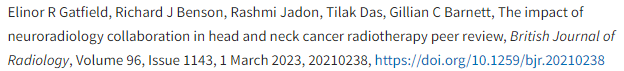 Elinor R Gatfield, Richard J Benson, Rashmi Jadon, Tilak Das, Gillian C Barnett, The impact of
neuroradiology collaboration in head and neck cancer radiotherapy peer review, British Journal of
Radiology, Volume 96, Issue 1143, 1 March 2023, 20210238, https://doi.org/10.1259/bjr.20210238